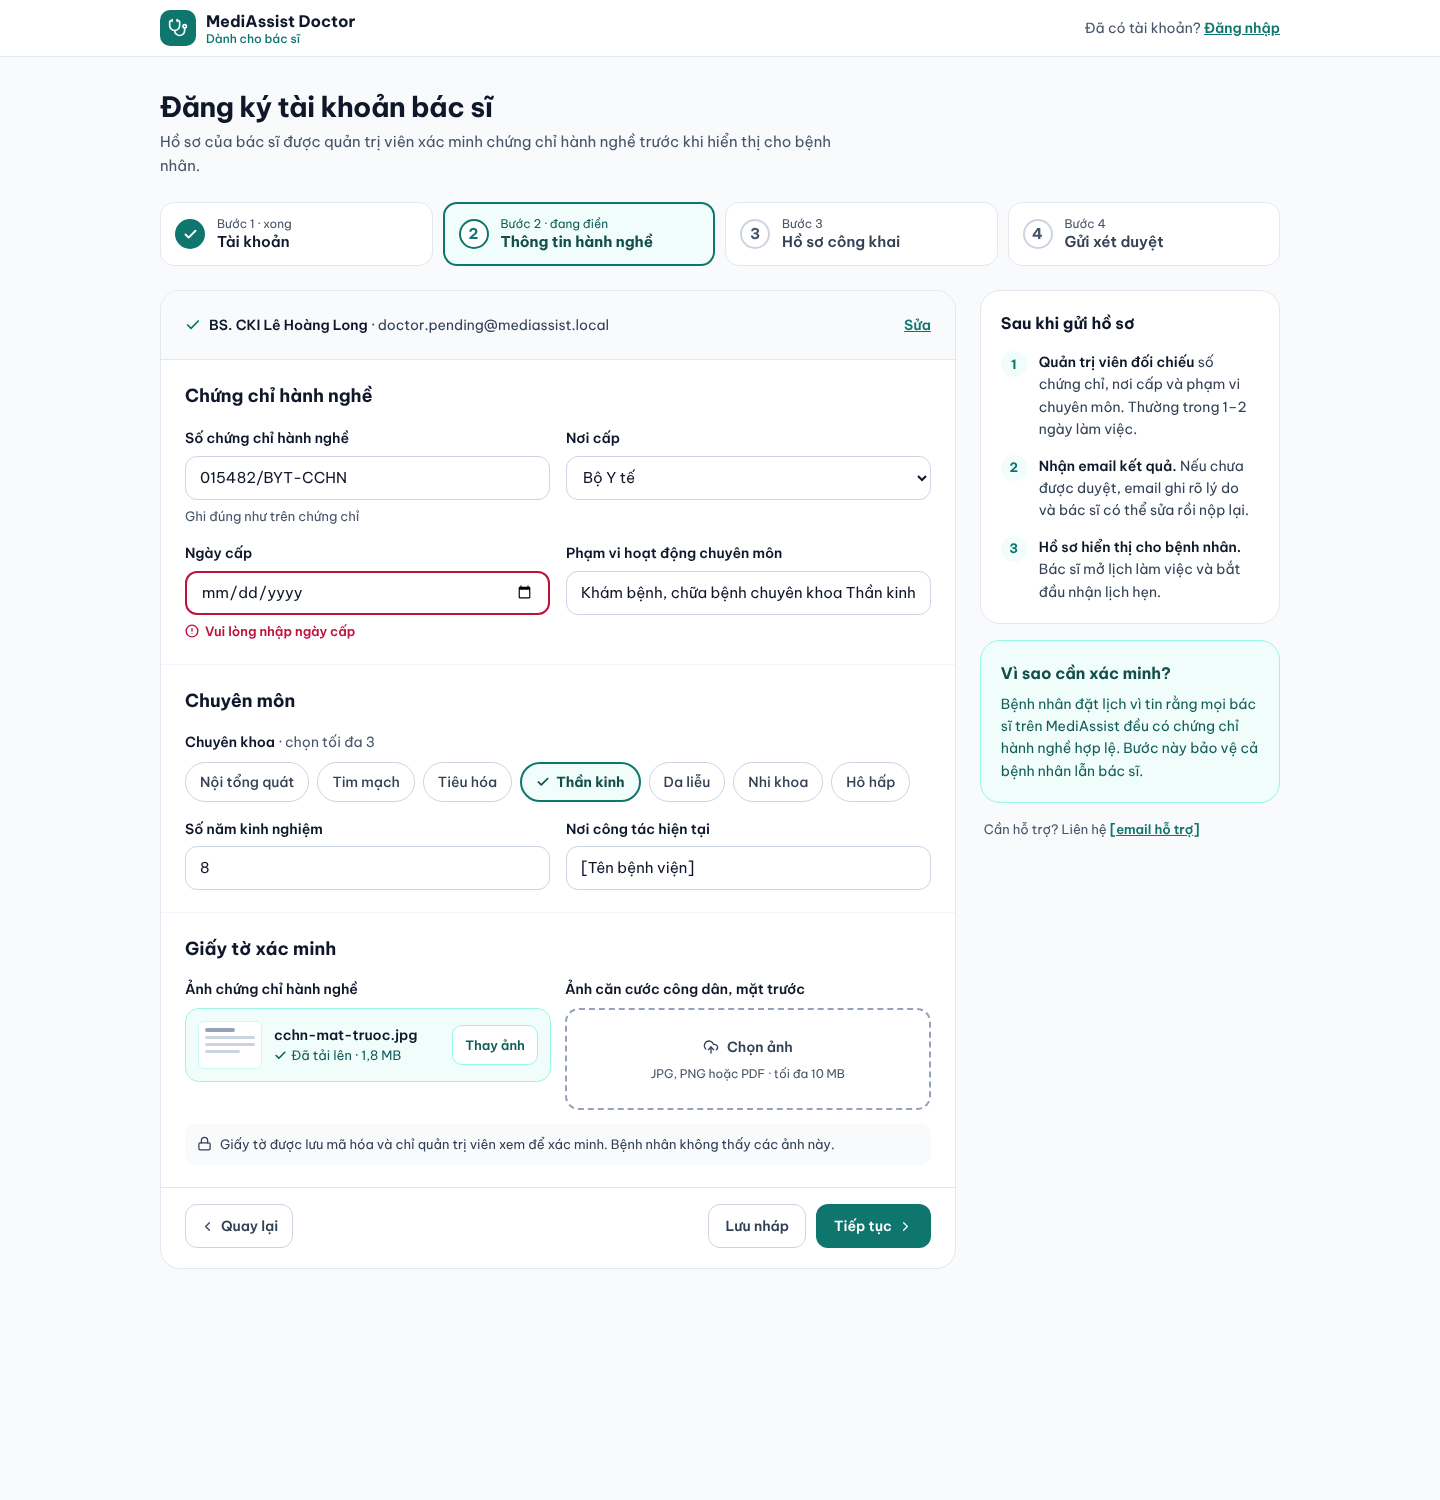 MediAssist Doctor
Dành cho bác sĩ
Đã có tài khoản? Đăng nhập
Đăng ký tài khoản bác sĩ
Hồ sơ của bác sĩ được quản trị viên xác minh chứng chỉ hành nghề trước khi hiển thị cho bệnh
nhân.
Bước 1 · xong
Tài khoản
2
Bước 2 · đang điền
Thông tin hành nghề
3
Bước 3
Hồ sơ công khai
4
Bước 4
Gửi xét duyệt
BS. CKI Lê Hoàng Long · doctor.pending@mediassist.local
Sửa
Chứng chỉ hành nghề
Số chứng chỉ hành nghề
Nơi cấp
015482/BYT-CCHN
Bộ Y tế
Ghi đúng như trên chứng chỉ
Ngày cấp
Phạm vi hoạt động chuyên môn
mm/dd/yyyy
Khám bệnh, chữa bệnh chuyên khoa Thần kinh
Vui lòng nhập ngày cấp
Chuyên môn
Chuyên khoa · chọn tối đa 3
Nội tổng quát
Tim mạch
Tiêu hóa
Thần kinh
Da liễu
Nhi khoa
Hô hấp
Số năm kinh nghiệm
Nơi công tác hiện tại
8
[Tên bệnh viện]
Giấy tờ xác minh
Ảnh chứng chỉ hành nghề
Ảnh căn cước công dân, mặt trước
cchn-mat-truoc.jpg
Đã tải lên · 1,8 MB
Thay ảnh
Chọn ảnh
JPG, PNG hoặc PDF · tối đa 10 MB
Giấy tờ được lưu mã hóa và chỉ quản trị viên xem để xác minh. Bệnh nhân không thấy các ảnh này.
Quay lại
Lưu nháp
Tiếp tục
Sau khi gửi hồ sơ
1
Quản trị viên đối chiếu số
chứng chỉ, nơi cấp và phạm vi
chuyên môn. Thường trong 1–2
ngày làm việc.
2
Nhận email kết quả. Nếu chưa
được duyệt, email ghi rõ lý do
và bác sĩ có thể sửa rồi nộp lại.
3
Hồ sơ hiển thị cho bệnh nhân.
Bác sĩ mở lịch làm việc và bắt
đầu nhận lịch hẹn.
Vì sao cần xác minh?
Bệnh nhân đặt lịch vì tin rằng mọi bác
sĩ trên MediAssist đều có chứng chỉ
hành nghề hợp lệ. Bước này bảo vệ cả
bệnh nhân lẫn bác sĩ.
Cần hỗ trợ? Liên hệ [email hỗ trợ]